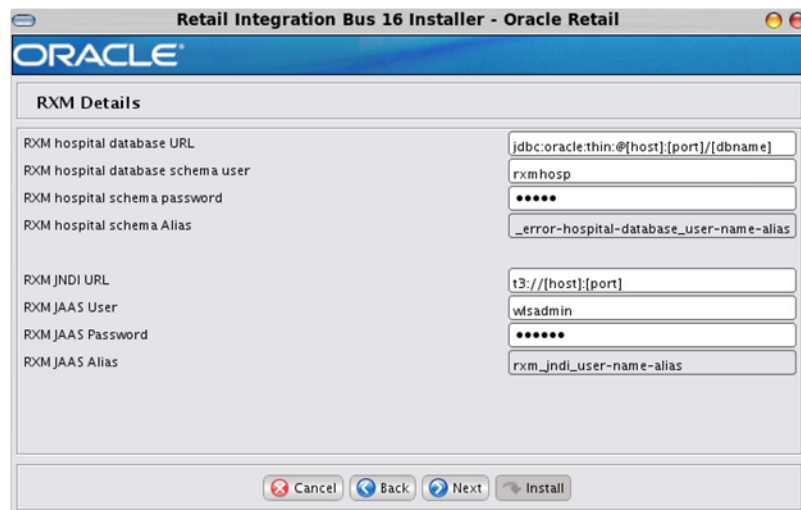 Retail Integration Bus 16 Installer - Oracle Retail
ORACLE
RXM Details
RXM hospital database URL jdbc:oracle:thin:@[host]:[port]/[dbname]
RXM hospital database schema user rxmhosp
RXM hospital schema password •••••
RXM hospital schema Alias _error-hospital-database_user-name-alias
RXM JNDI URL t3://[host]:[port]
RXM JAAS User wlsadmin
RXM JAAS Password ••••••
RXM JAAS Alias rxm_jndi_user-name-alias
Cancel Back Next Install